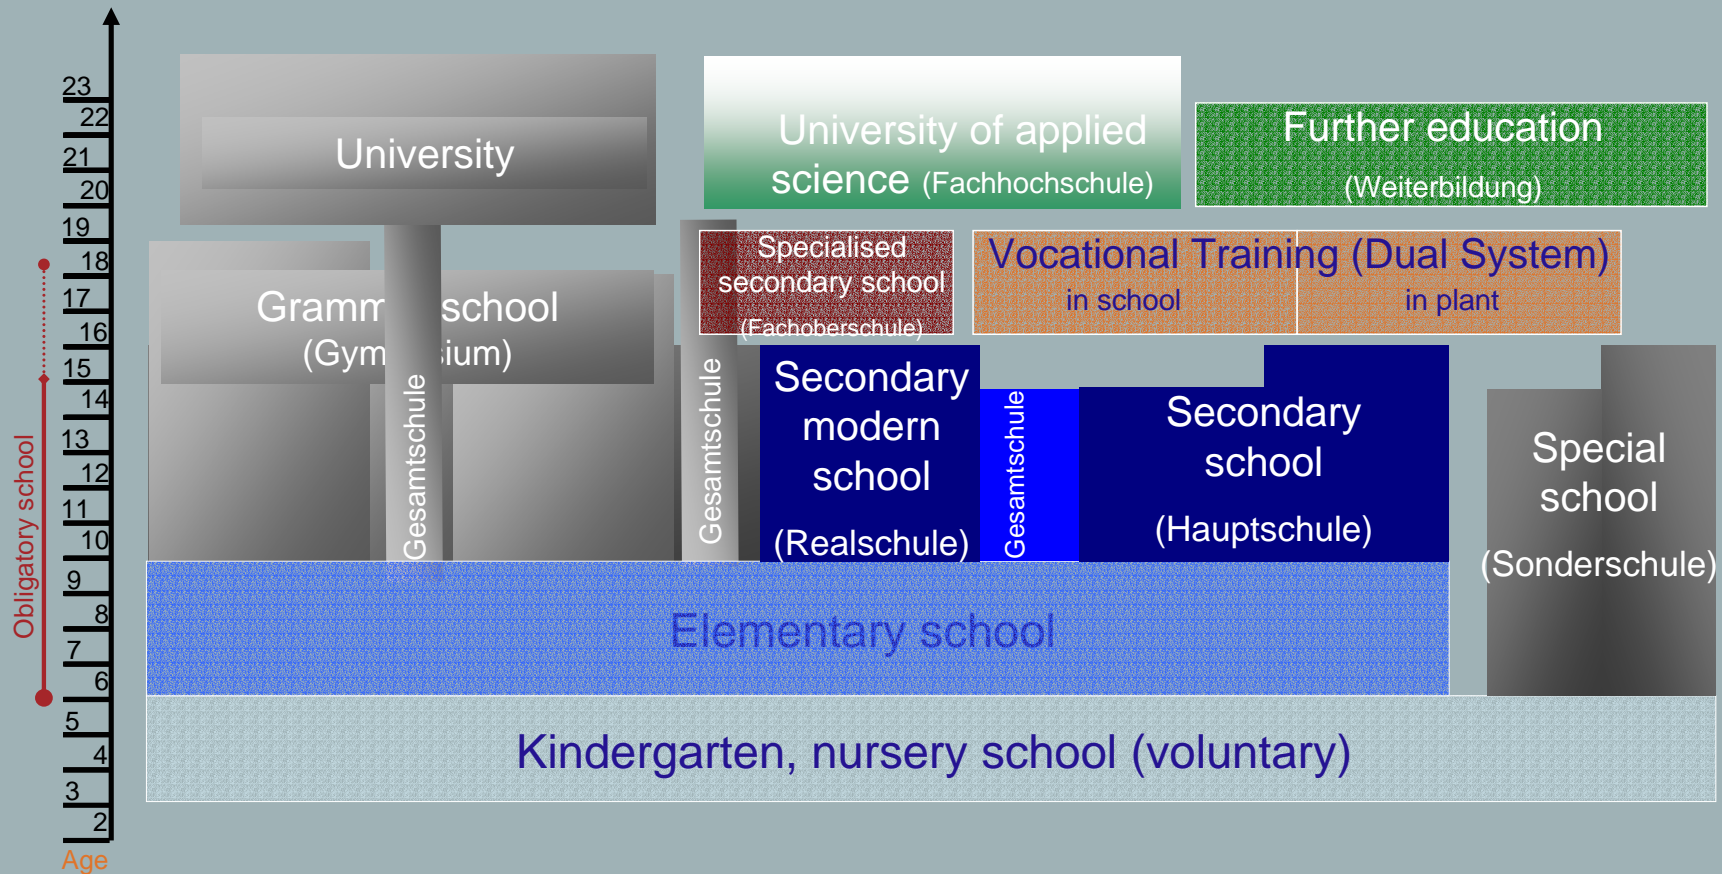 23
22
21
20
19
18
17
16
15
14
13
12
11
10
9
8
7
6
5
4
3
2
Age
Obligatory school
University
University of applied
science (Fachhochschule)
Further education
(Weiterbildung)
Specialised
secondary school
(Fachoberschule)
Vocational Training (Dual System)
in school
in plant
Gramm school
(Gym sium)
Gesamtschule
Gesamtschule
Secondary
modern
school
(Realschule)
Gesamtschule
Secondary
school
(Hauptschule)
Special
school
(Sonderschule)
Elementary school
Kindergarten, nursery school (voluntary)